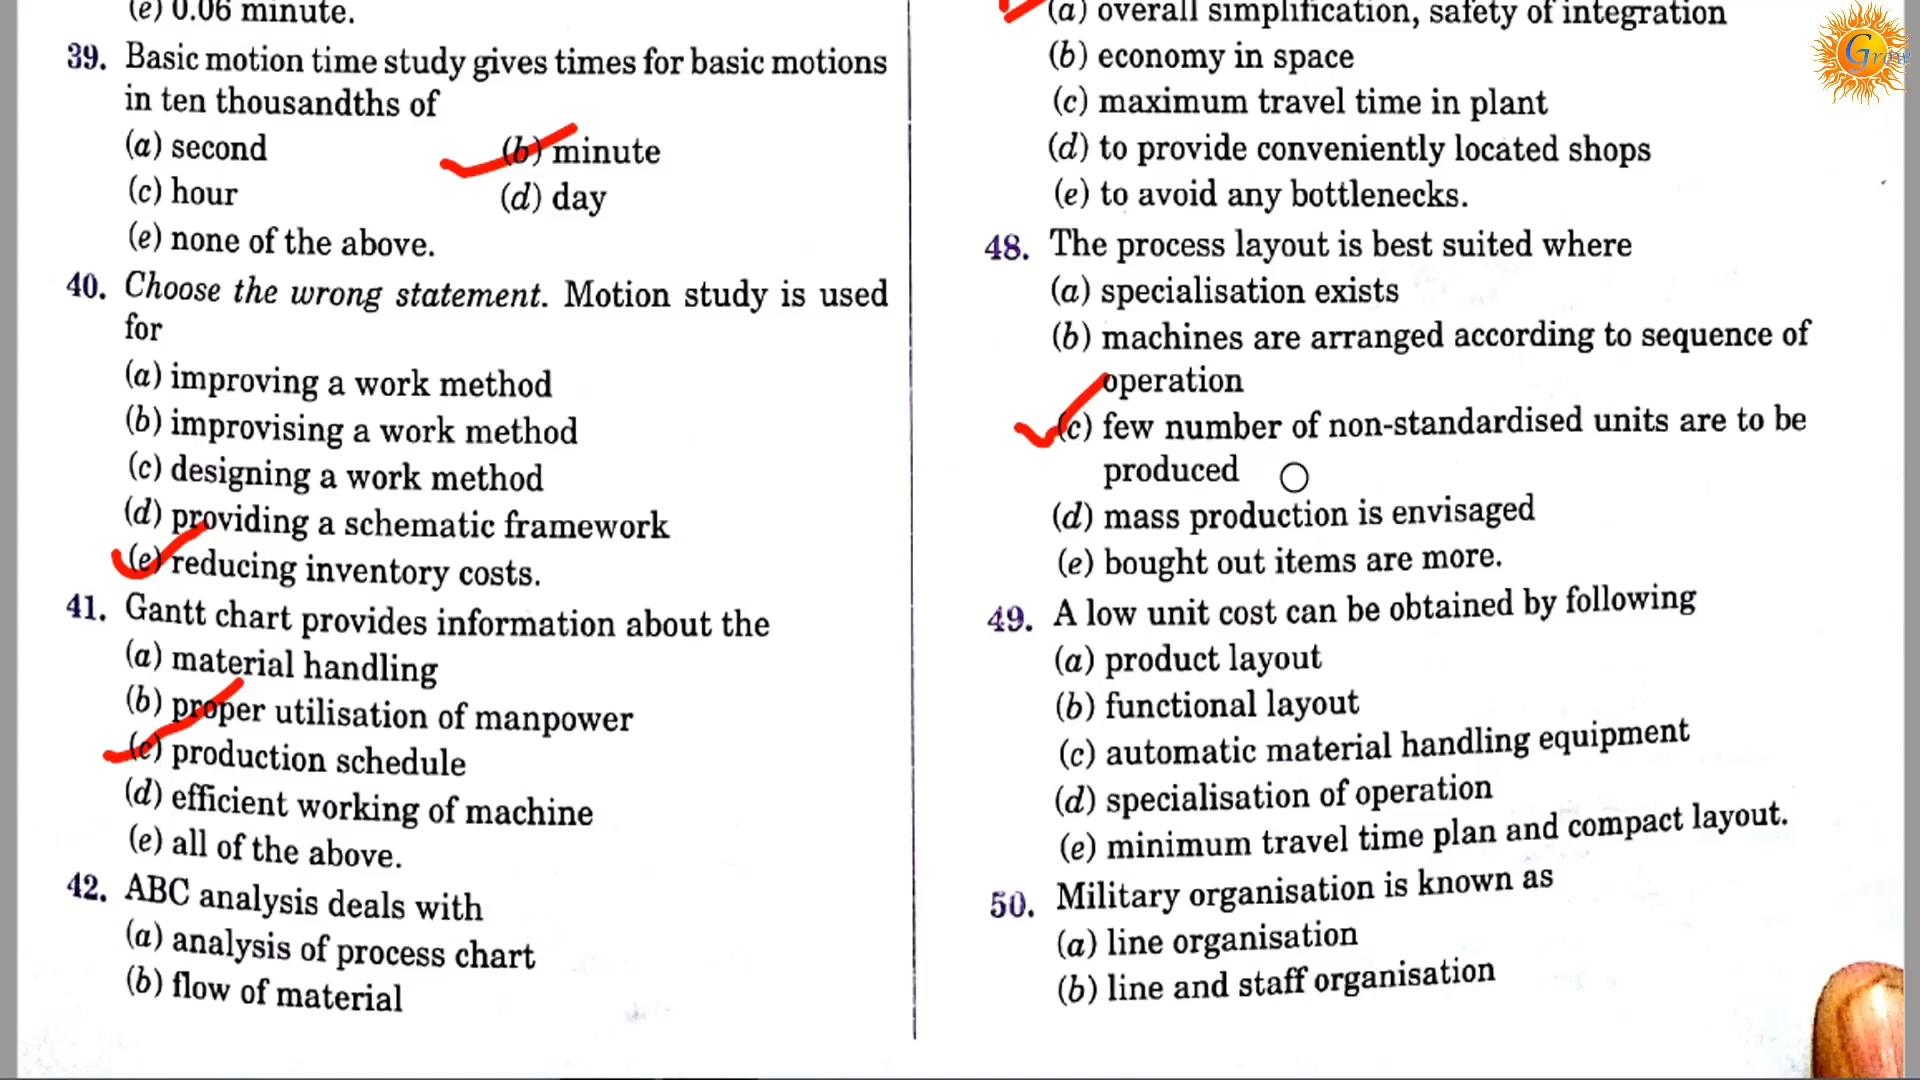 (e) 0.06 minute.
39. Basic motion time study gives times for basic motions
in ten thousandths of
(a) second
(b) minute
(c) hour
(d) day
(e) none of the above.
40. Choose the wrong statement. Motion study is used
for
(a) improving a work method
(b) improvising a work method
(c) designing a work method
(d) providing a schematic framework
(e) reducing inventory costs.
41. Gantt chart provides information about the
(a) material handling
(b) proper utilisation of manpower
(c) production schedule
(d) efficient working of machine
(e) all of the above.
42. ABC analysis deals with
(a) analysis of process chart
(b) flow of material
(a) overall simplification, safety of integration
(b) economy in space
(c) maximum travel time in plant
(d) to provide conveniently located shops
(e) to avoid any bottlenecks.
48. The process layout is best suited where
(a) specialisation exists
(b) machines are arranged according to sequence of
operation
(c) few number of non-standardised units are to be
produced
(d) mass production is envisaged
(e) bought out items are more.
49. A low unit cost can be obtained by following
(a) product layout
(b) functional layout
(c) automatic material handling equipment
(d) specialisation of operation
(e) minimum travel time plan and compact layout.
50. Military organisation is known as
(a) line organisation
(b) line and staff organisation
Grow